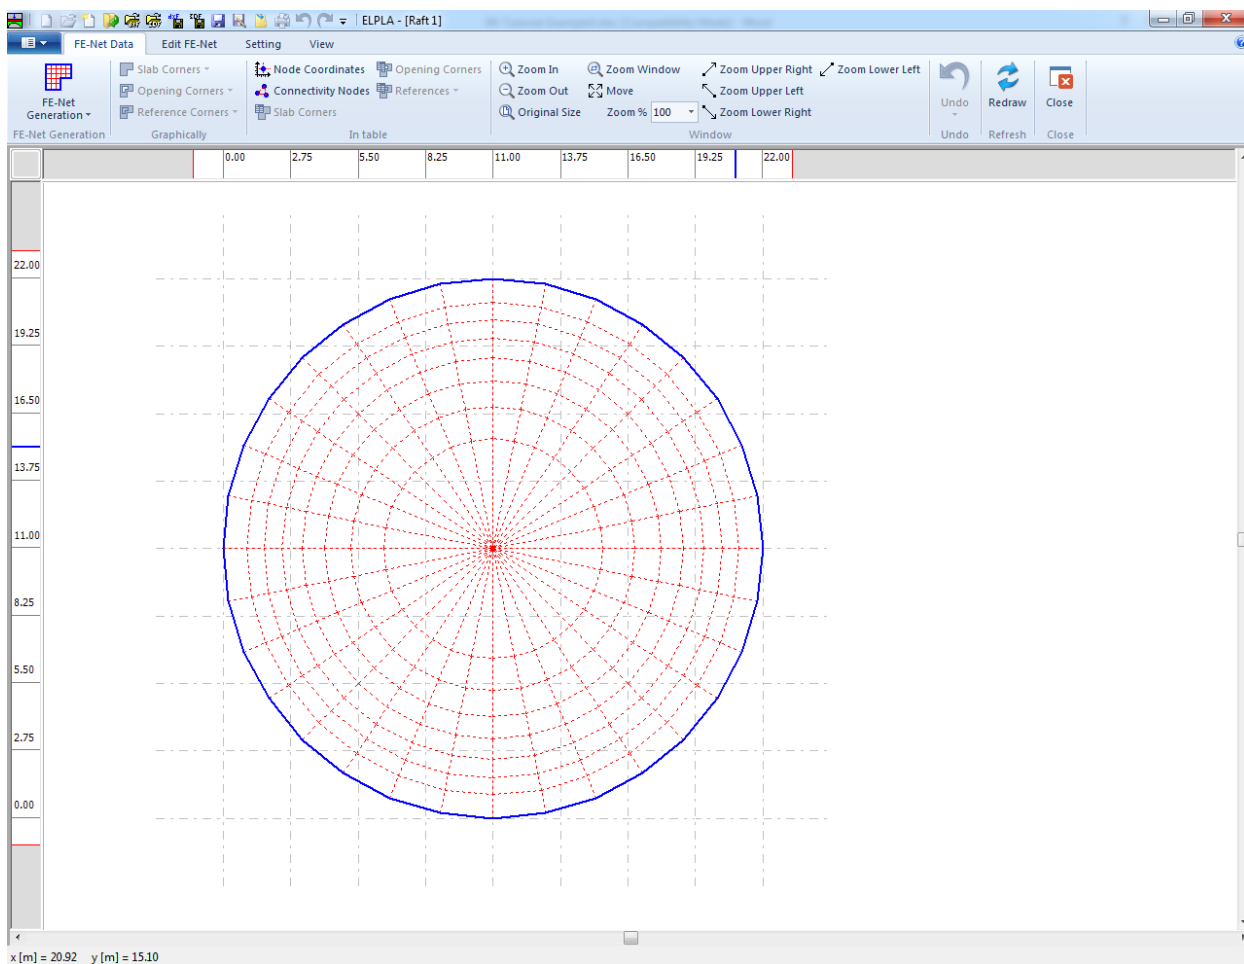 ELPLA - [Raft 1]
FE-Net Data Edit FE-Net Setting View
Slab Corners Node Coordinates Opening Corners Zoom In Zoom Window Zoom Upper Right Zoom Lower Left
Opening Corners Connectivity Nodes References Zoom Out Move Zoom Upper Left
FE-Net Generation Reference Corners Slab Corners Original Size Zoom % 100 Zoom Lower Right Undo Redraw Close
FE-Net Generation Graphically In table Window Undo Refresh Close
0.00 2.75 5.50 8.25 11.00 13.75 16.50 19.25 22.00
22.00
19.25
16.50
13.75
11.00
8.25
5.50
2.75
0.00
x [m] = 20.92 y [m] = 15.10